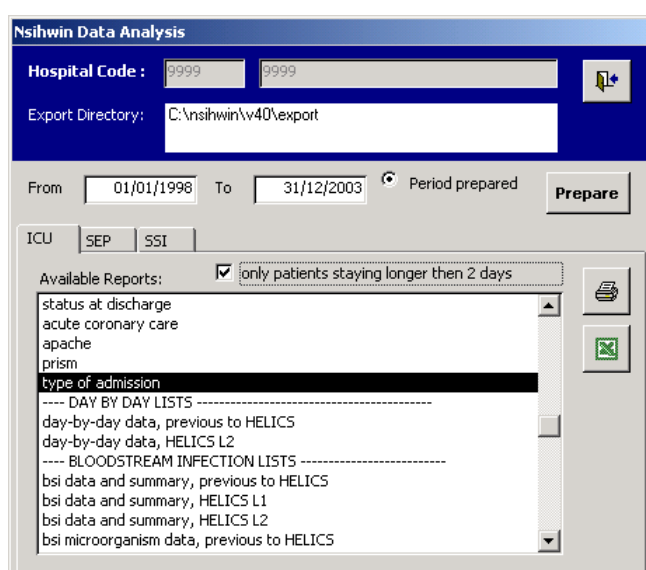 Nsihwin Data Analysis
Hospital Code : 9999 9999
Export Directory: C:\nsihwin\v40\export
From 01/01/1998 To 31/12/2003 Period prepared Prepare
ICU SEP SSI
Available Reports: only patients staying longer then 2 days
status at discharge
acute coronary care
apache
prism
type of admission
---- DAY BY DAY LISTS ------------------------------------------
day-by-day data, previous to HELICS
day-by-day data, HELICS L2
---- BLOODSTREAM INFECTION LISTS --------------------------
bsi data and summary, previous to HELICS
bsi data and summary, HELICS L1
bsi data and summary, HELICS L2
bsi microorganism data, previous to HELICS